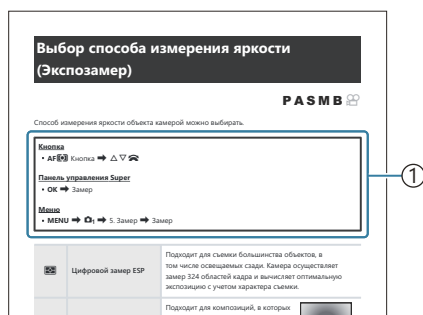 Выбор способа измерения яркости
(Экспозамер)
PASMB
Способ измерения яркости объекта камерой можно выбирать.
Кнопка
• AF Кнопка ➡ △▽
Панель управления Super
• OK ➡ Замер
Меню
• MENU ➡ 1 ➡ 5. Замер ➡ Замер
1
Цифровой замер ESP
Подходит для съемки большинства объектов, в
том числе освещаемых сзади. Камера осуществляет
замер 324 областей кадра и вычисляет оптимальную
экспозицию с учетом характера съемки.
Подходит для композиций, в которых